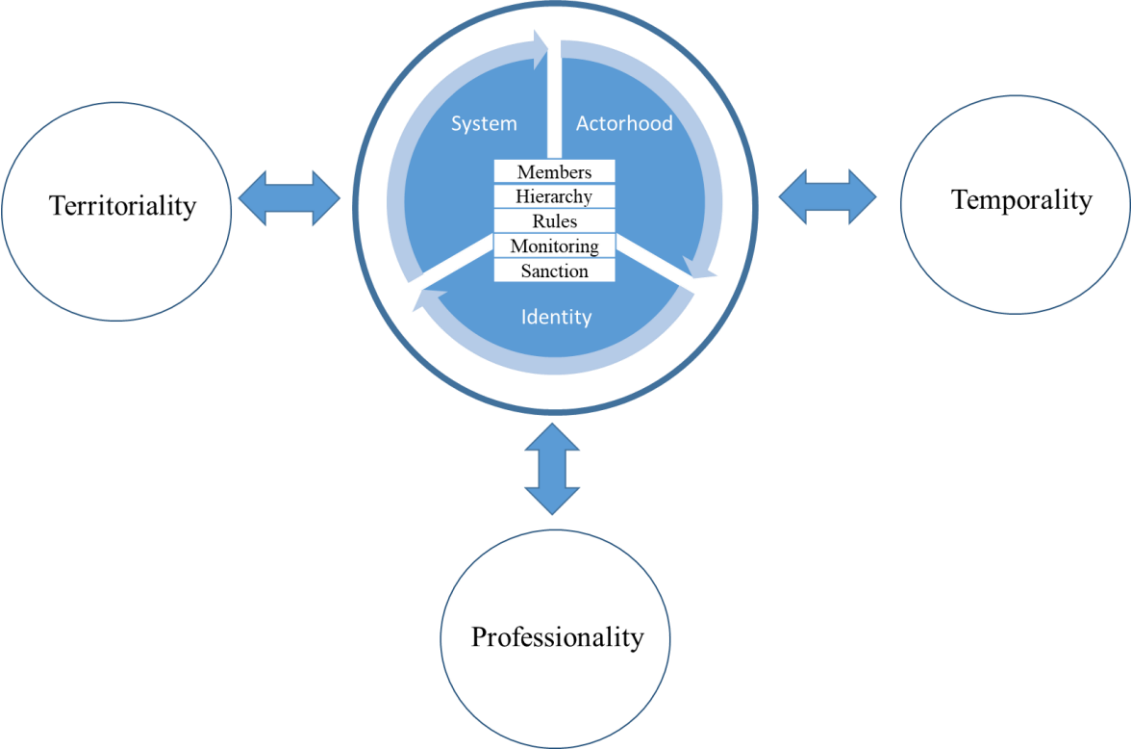 System
Actorhood
Members
Hierarchy
Rules
Monitoring
Sanction
Identity
Territoriality
Temporality
Professionality